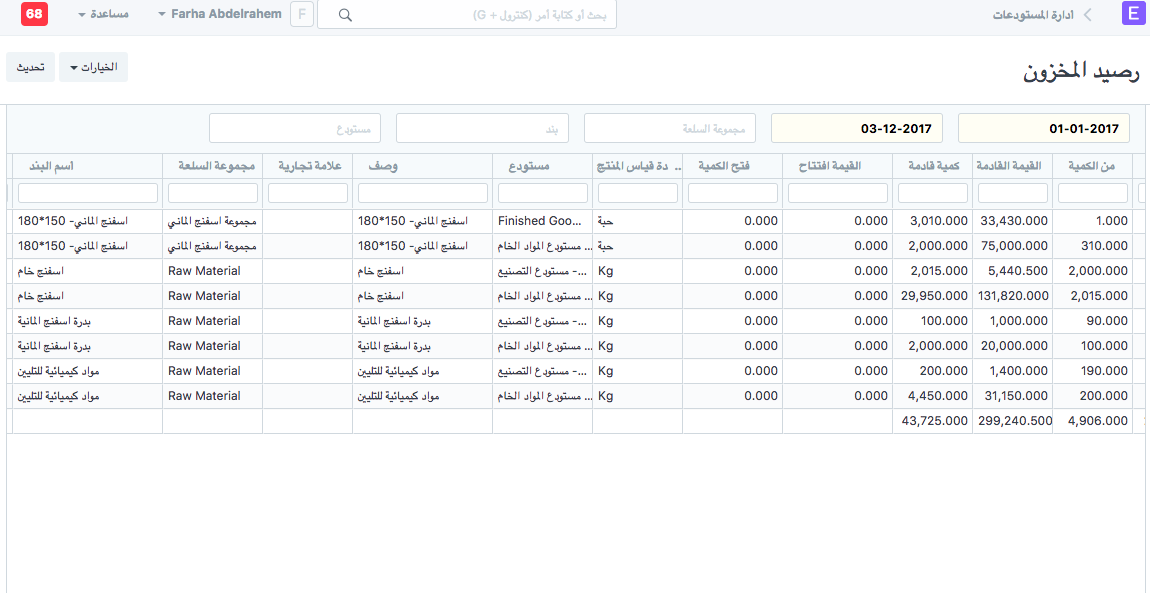 E ادارة المستودعات بحث أو كتابة أمر (كنترول + G) F Farha Abdelrahem مساعدة 68
رصيد المخزون الخيارات تحديث
01-01-2017 03-12-2017 مجموعة السلعة بند مستودع
اسم البند مجموعة السلعة علامة تجارية وصف مستودع دة قياس المنتج .. فتح الكمية القيمة افتتاح كمية قادمة القيمة القادمة من الكمية
اسفنج الماني- 150*180 مجموعة اسفنج الماني اسفنج الماني- 150*180 Finished Goo... حبة 0.000 0.000 3,010.000 33,430.000 1.000
اسفنج الماني- 150*180 مجموعة اسفنج الماني اسفنج الماني- 150*180 مستودع المواد الخام ... حبة 0.000 0.000 2,000.000 75,000.000 310.000
اسفنج خام Raw Material اسفنج خام مستودع التصنيع -... Kg 0.000 0.000 2,015.000 5,440.500 2,000.000
اسفنج خام Raw Material اسفنج خام مستودع المواد الخام ... Kg 0.000 0.000 29,950.000 131,820.000 2,015.000
بدرة اسفنج المانية Raw Material بدرة اسفنج المانية مستودع التصنيع -... Kg 0.000 0.000 100.000 1,000.000 90.000
بدرة اسفنج المانية Raw Material بدرة اسفنج المانية مستودع المواد الخام ... Kg 0.000 0.000 2,000.000 20,000.000 100.000
مواد كيميائية للتليين Raw Material مواد كيميائية للتليين مستودع التصنيع -... Kg 0.000 0.000 200.000 1,400.000 190.000
مواد كيميائية للتليين Raw Material مواد كيميائية للتليين مستودع المواد الخام ... Kg 0.000 0.000 4,450.000 31,150.000 200.000
43,725.000 299,240.500 4,906.000